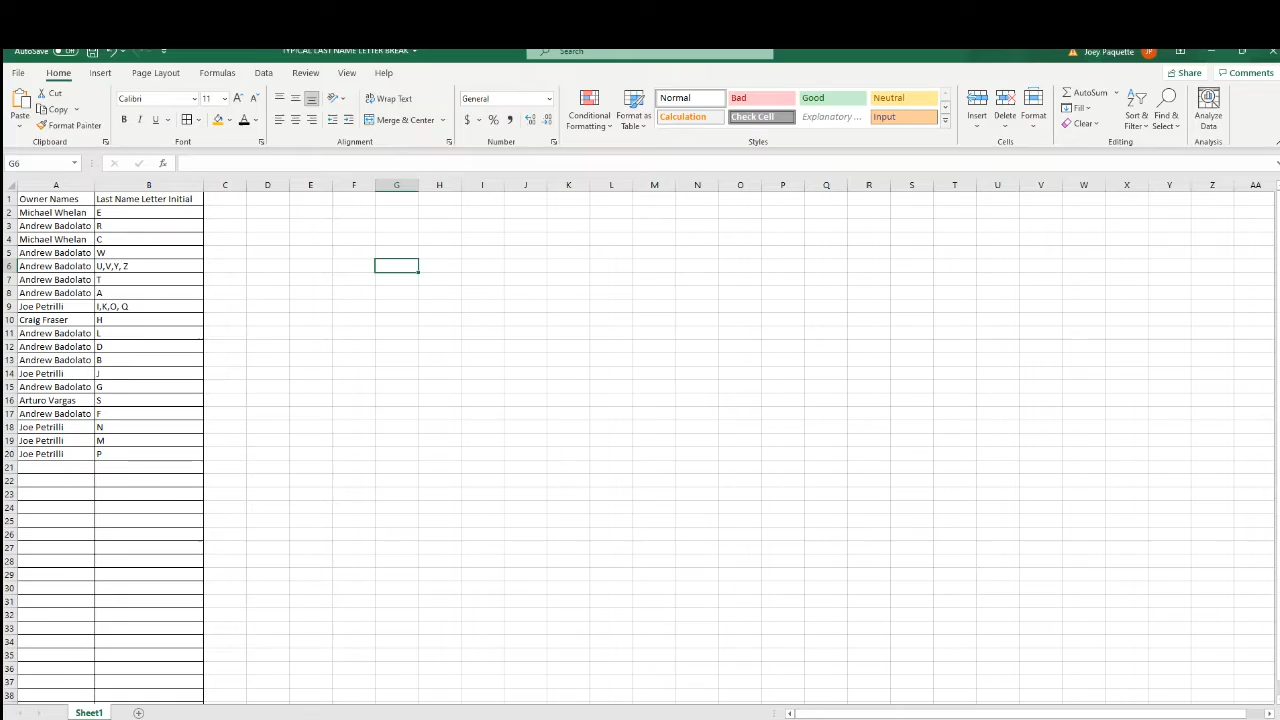 AutoSave Off TYPICAL LAST NAME LETTER BREAK Search Joey Paquette JP
File Home Insert Page Layout Formulas Data Review View Help Share Comments
Paste Cut Copy Format Painter Clipboard
Calibri 11 B I U A Font
Wrap Text Merge & Center Alignment
General $ % Number
Conditional Formatting Format as Table
Normal Bad Good Neutral
Calculation Check Cell Explanatory ... Input
Styles
Insert Delete Format Cells
AutoSum Fill Clear Sort & Filter Find & Select Editing
Analyze Data Analysis
G6 fx
A B C D E F G H I J K L M N O P Q R S T U V W X Y Z AA
1 Owner Names Last Name Letter Initial
2 Michael Whelan E
3 Andrew Badolato R
4 Michael Whelan C
5 Andrew Badolato W
6 Andrew Badolato U,V,Y, Z
7 Andrew Badolato T
8 Andrew Badolato A
9 Joe Petrilli I,K,O, Q
10 Craig Fraser H
11 Andrew Badolato L
12 Andrew Badolato D
13 Andrew Badolato B
14 Joe Petrilli J
15 Andrew Badolato G
16 Arturo Vargas S
17 Andrew Badolato F
18 Joe Petrilli N
19 Joe Petrilli M
20 Joe Petrilli P
21
22
23
24
25
26
27
28
29
30
31
32
33
34
35
36
37
38
Sheet1